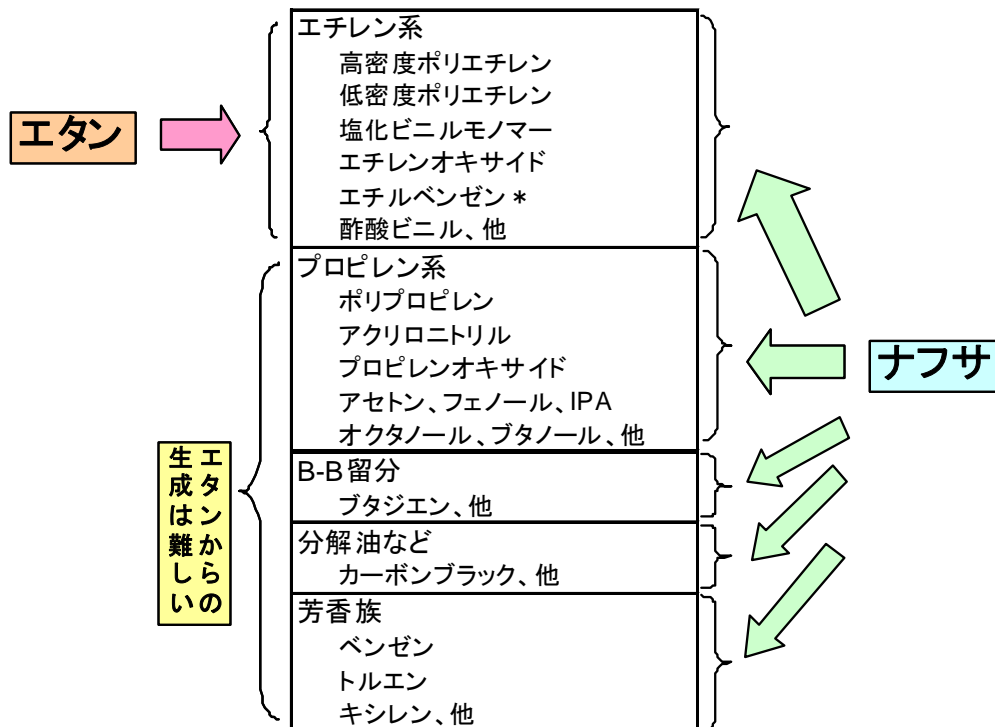 エタン
エチレン系
高密度ポリエチレン
低密度ポリエチレン
塩化ビニルモノマー
エチレンオキサイド
エチルベンゼン＊
酢酸ビニル、他
プロピレン系
ポリプロピレン
アクリロニトリル
プロピレンオキサイド
アセトン、フェノール、IPA
オクタノール、ブタノール、他
B-B留分
ブタジエン、他
分解油など
カーボンブラック、他
芳香族
ベンゼン
トルエン
キシレン、他
エタンからの
生成は難しい
ナフサ